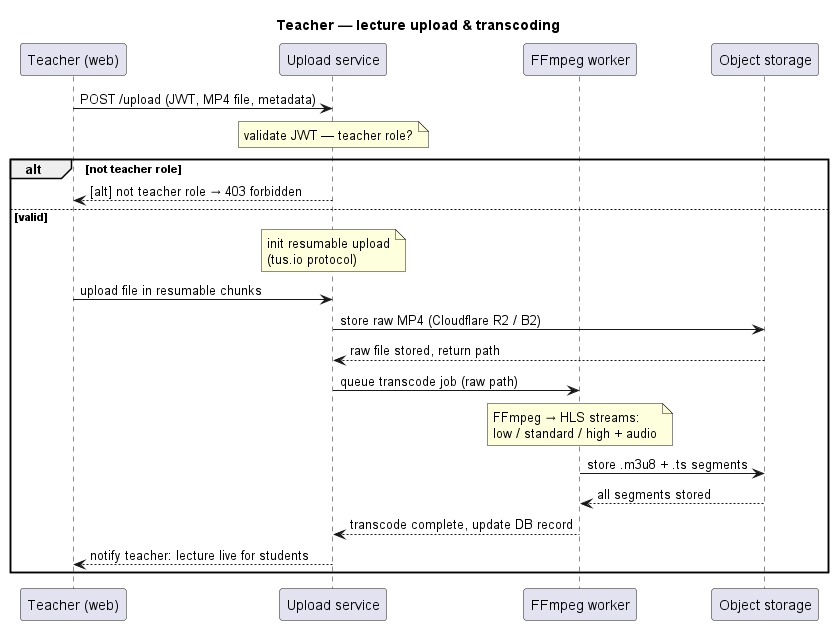 Teacher — lecture upload & transcoding
Teacher (web)
Upload service
FFmpeg worker
Object storage
POST /upload (JWT, MP4 file, metadata)
validate JWT — teacher role?
alt
[not teacher role]
[alt] not teacher role → 403 forbidden
[valid]
init resumable upload
(tus.io protocol)
upload file in resumable chunks
store raw MP4 (Cloudflare R2 / B2)
raw file stored, return path
queue transcode job (raw path)
FFmpeg → HLS streams:
low / standard / high + audio
store .m3u8 + .ts segments
all segments stored
transcode complete, update DB record
notify teacher: lecture live for students
Teacher (web)
Upload service
FFmpeg worker
Object storage